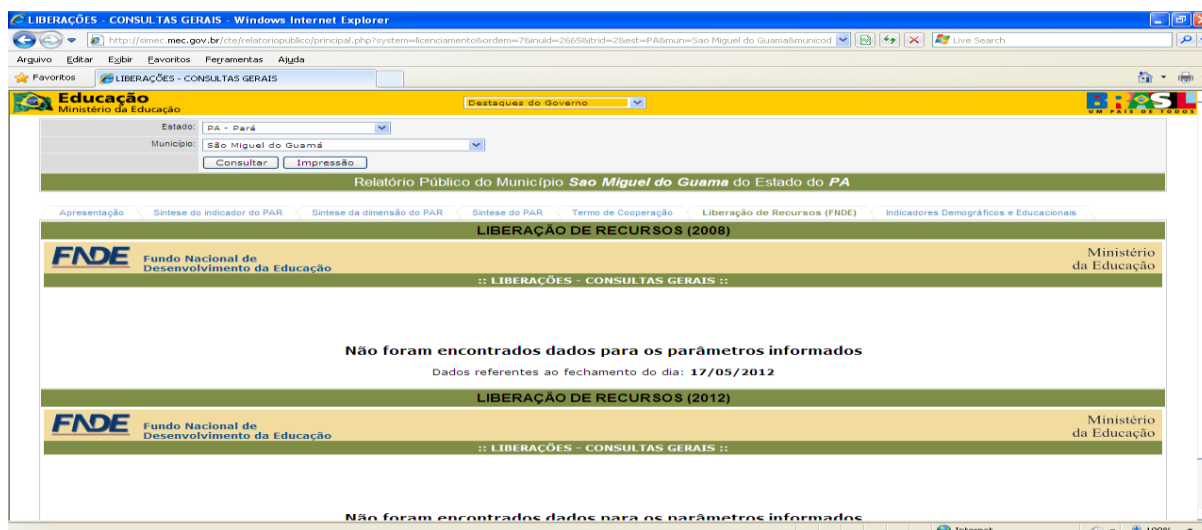 LIBERAÇÕES - CONSULTAS GERAIS - Windows Internet Explorer
http://simec.mec.gov.br/cte/relatoriopublico/principal.php?system=licenciamento&ordem=7&inuid=2665&itrid=2&est=PA&mun=Sao Miguel do Guama&municod
Live Search
Arquivo Editar Exibir Favoritos Ferramentas Ajuda
Favoritos LIBERAÇÕES - CONSULTAS GERAIS
Educação
Ministério da Educação
Destaques do Governo
BRASIL
UM PAÍS DE TODOS
Estado: PA - Pará
Município: São Miguel do Guamá
Consultar Impressão
Relatório Público do Município Sao Miguel do Guama do Estado do PA
Apresentação Síntese do indicador do PAR Síntese da dimensão do PAR Síntese do PAR Termo de Cooperação Liberação de Recursos (FNDE) Indicadores Demográficos e Educacionais
LIBERAÇÃO DE RECURSOS (2008)
FNDE Fundo Nacional de
Desenvolvimento da Educação
Ministério
da Educação
:: LIBERAÇÕES - CONSULTAS GERAIS ::
Não foram encontrados dados para os parâmetros informados
Dados referentes ao fechamento do dia: 17/05/2012
LIBERAÇÃO DE RECURSOS (2012)
FNDE Fundo Nacional de
Desenvolvimento da Educação
Ministério
da Educação
:: LIBERAÇÕES - CONSULTAS GERAIS ::
Não foram encontrados dados para os parâmetros informados
Internet 100%